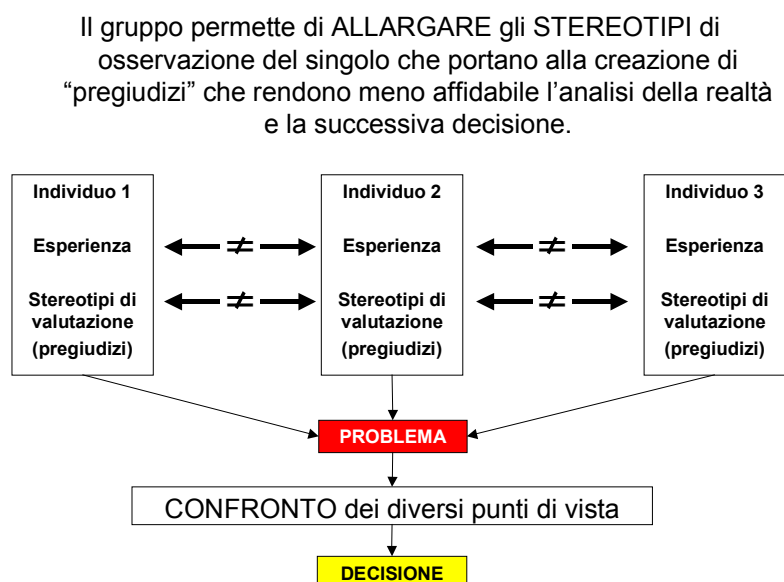 Il gruppo permette di ALLARGARE gli STEREOTIPI di
osservazione del singolo che portano alla creazione di
“pregiudizi” che rendono meno affidabile l’analisi della realtà
e la successiva decisione.
Individuo 1
Esperienza
Stereotipi di
valutazione
(pregiudizi)
≠
≠
Individuo 2
Esperienza
Stereotipi di
valutazione
(pregiudizi)
≠
≠
Individuo 3
Esperienza
Stereotipi di
valutazione
(pregiudizi)
PROBLEMA
CONFRONTO dei diversi punti di vista
DECISIONE